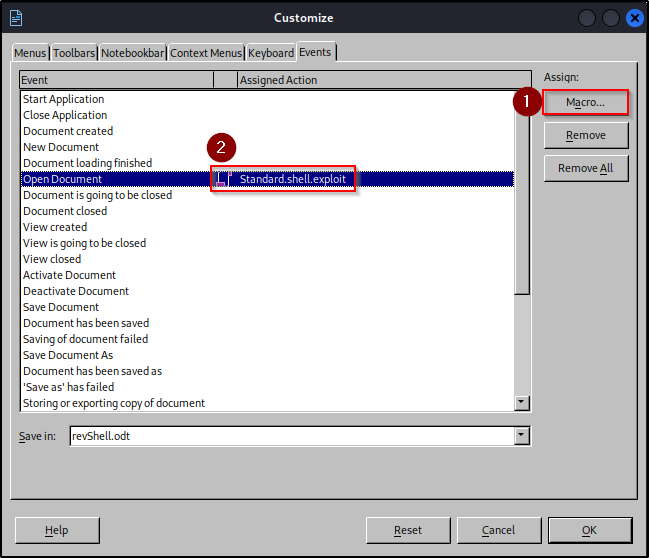 Customize
Menus Toolbars Notebookbar Context Menus Keyboard Events
Event Assigned Action
Assign:
Start Application
1 Macro...
Close Application
Document created
Remove
New Document
2
Document loading finished
Remove All
Open Document Standard.shell.exploit
Document is going to be closed
Document closed
View created
View is going to be closed
View closed
Activate Document
Deactivate Document
Save Document
Document has been saved
Saving of document failed
Save Document As
Document has been saved as
'Save as' has failed
Storing or exporting copy of document
Save in: revShell.odt
Help Reset Cancel OK